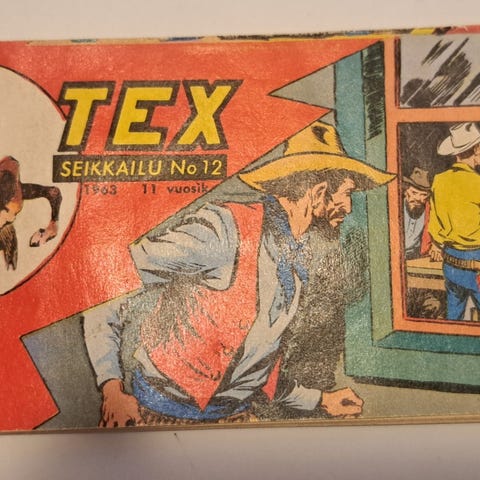 TEX
SEIKKAILU No 12
1963 11 vuosik.